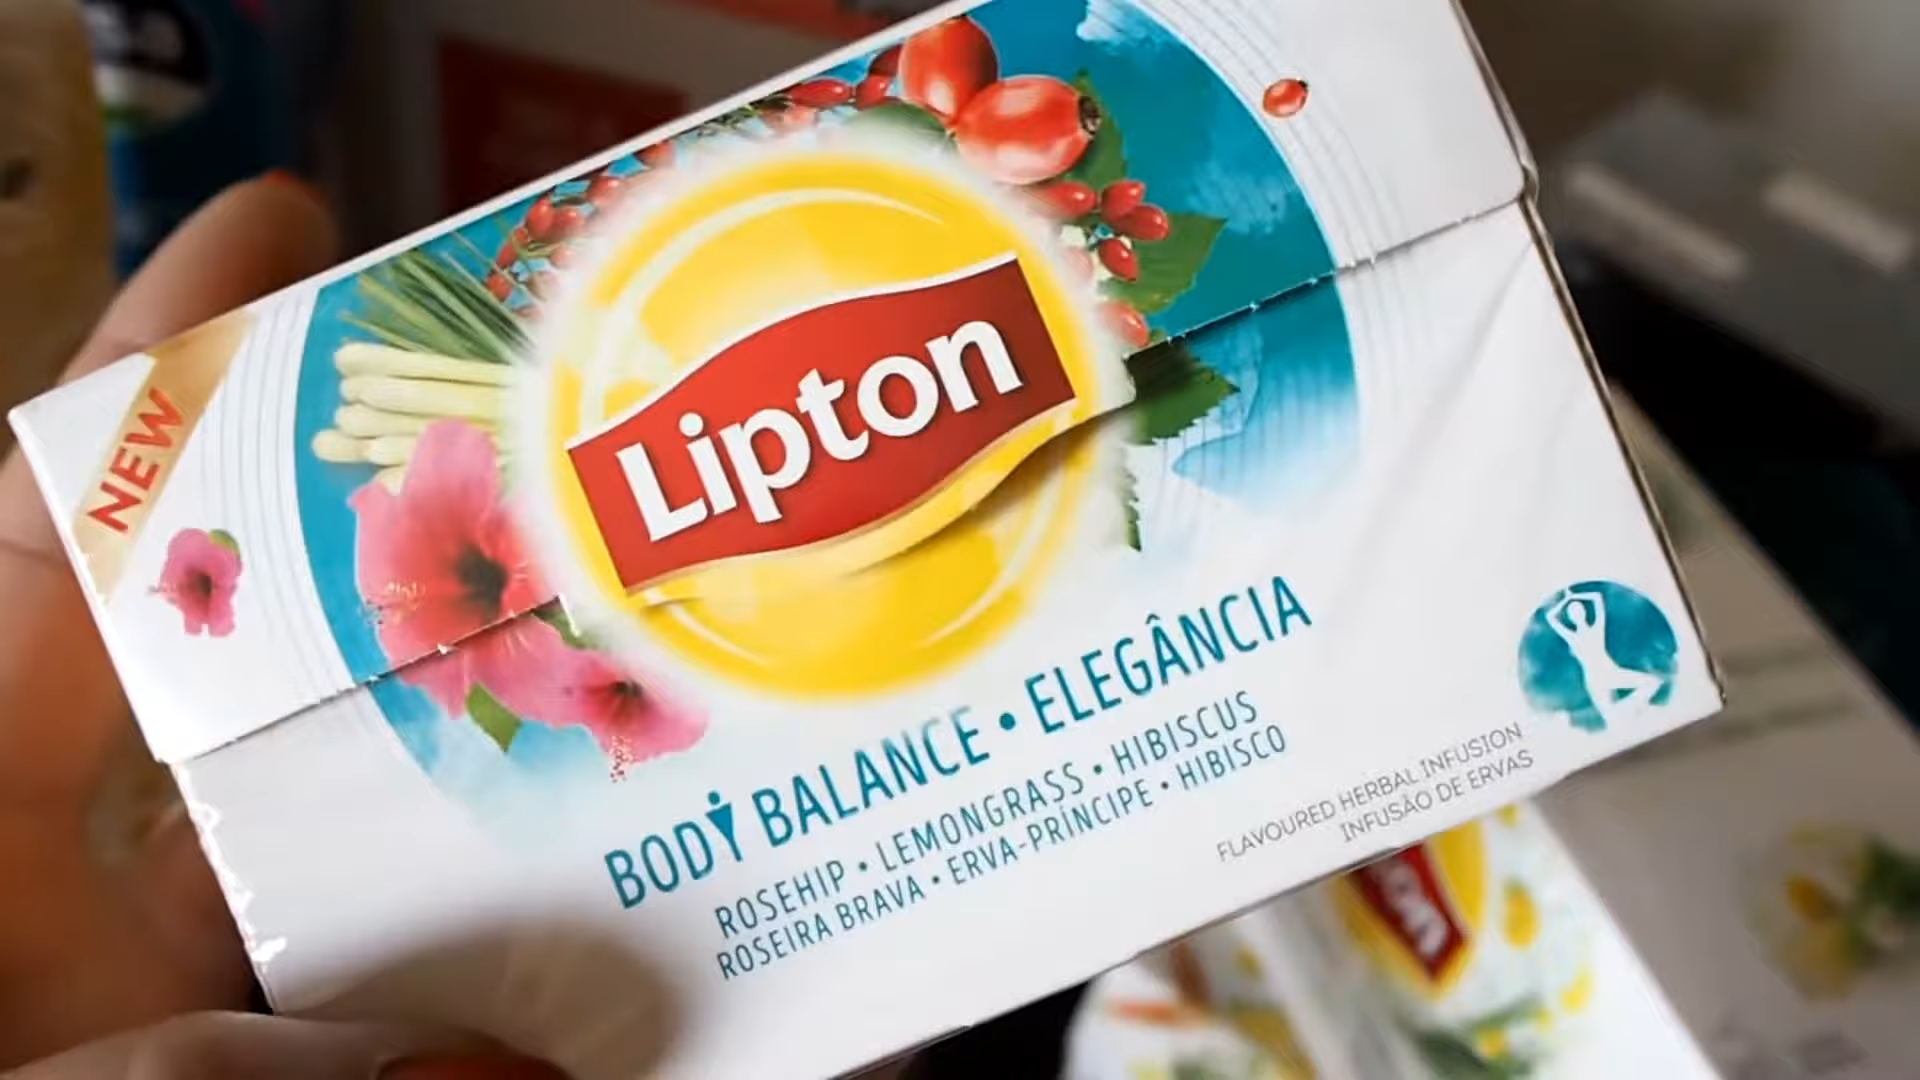 NEW
Lipton
BODY BALANCE • ELEGÂNCIA
ROSEHIP • LEMONGRASS • HIBISCUS
ROSEIRA BRAVA • ERVA-PRÍNCIPE • HIBISCO
FLAVOURED HERBAL INFUSION
INFUSÃO DE ERVAS